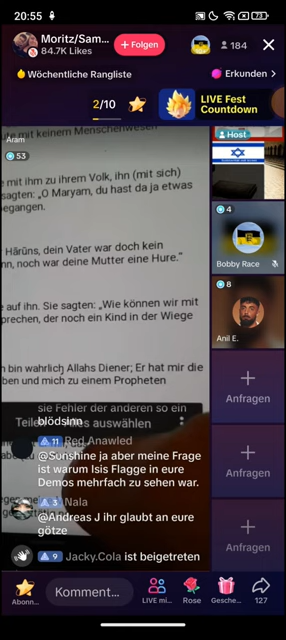 20:55
73
Moritz/Sam...
84.7K Likes
+ Folgen
184
Wöchentliche Rangliste
Erkunden >
2/10
LIVE Fest
Countdown
mit keinem Menschenwesen
Aram
53
Host
e mit ihm zu ihrem Volk, ihn (mit sich)
sagten: „O Maryam, du hast da ja etwas
egangen.
4
Bobby Race
r Hārūns, dein Vater war doch kein
nn, noch war deine Mutter eine Hure.“
8
Anil E.
e auf ihn. Sie sagten: „Wie können wir mit
prechen, der noch ein Kind in der Wiege
Anfragen
h bin wahrlich Allahs Diener; Er hat mir die
ben und mich zu einem Propheten
sie Fehler der anderen so ein
blödsinn
auswählen
Anfragen
11 Red Anawled
@Sunshine ja aber meine Frage
ist warum Isis Flagge in eure
Demos mehrfach zu sehen war.
3 Nala
@Andreas J ihr glaubt an eure
götze
9 Jacky.Cola ist beigetreten
Anfragen
Abonn...
Komment...
LIVE mi...
Rose
Gesche...
127